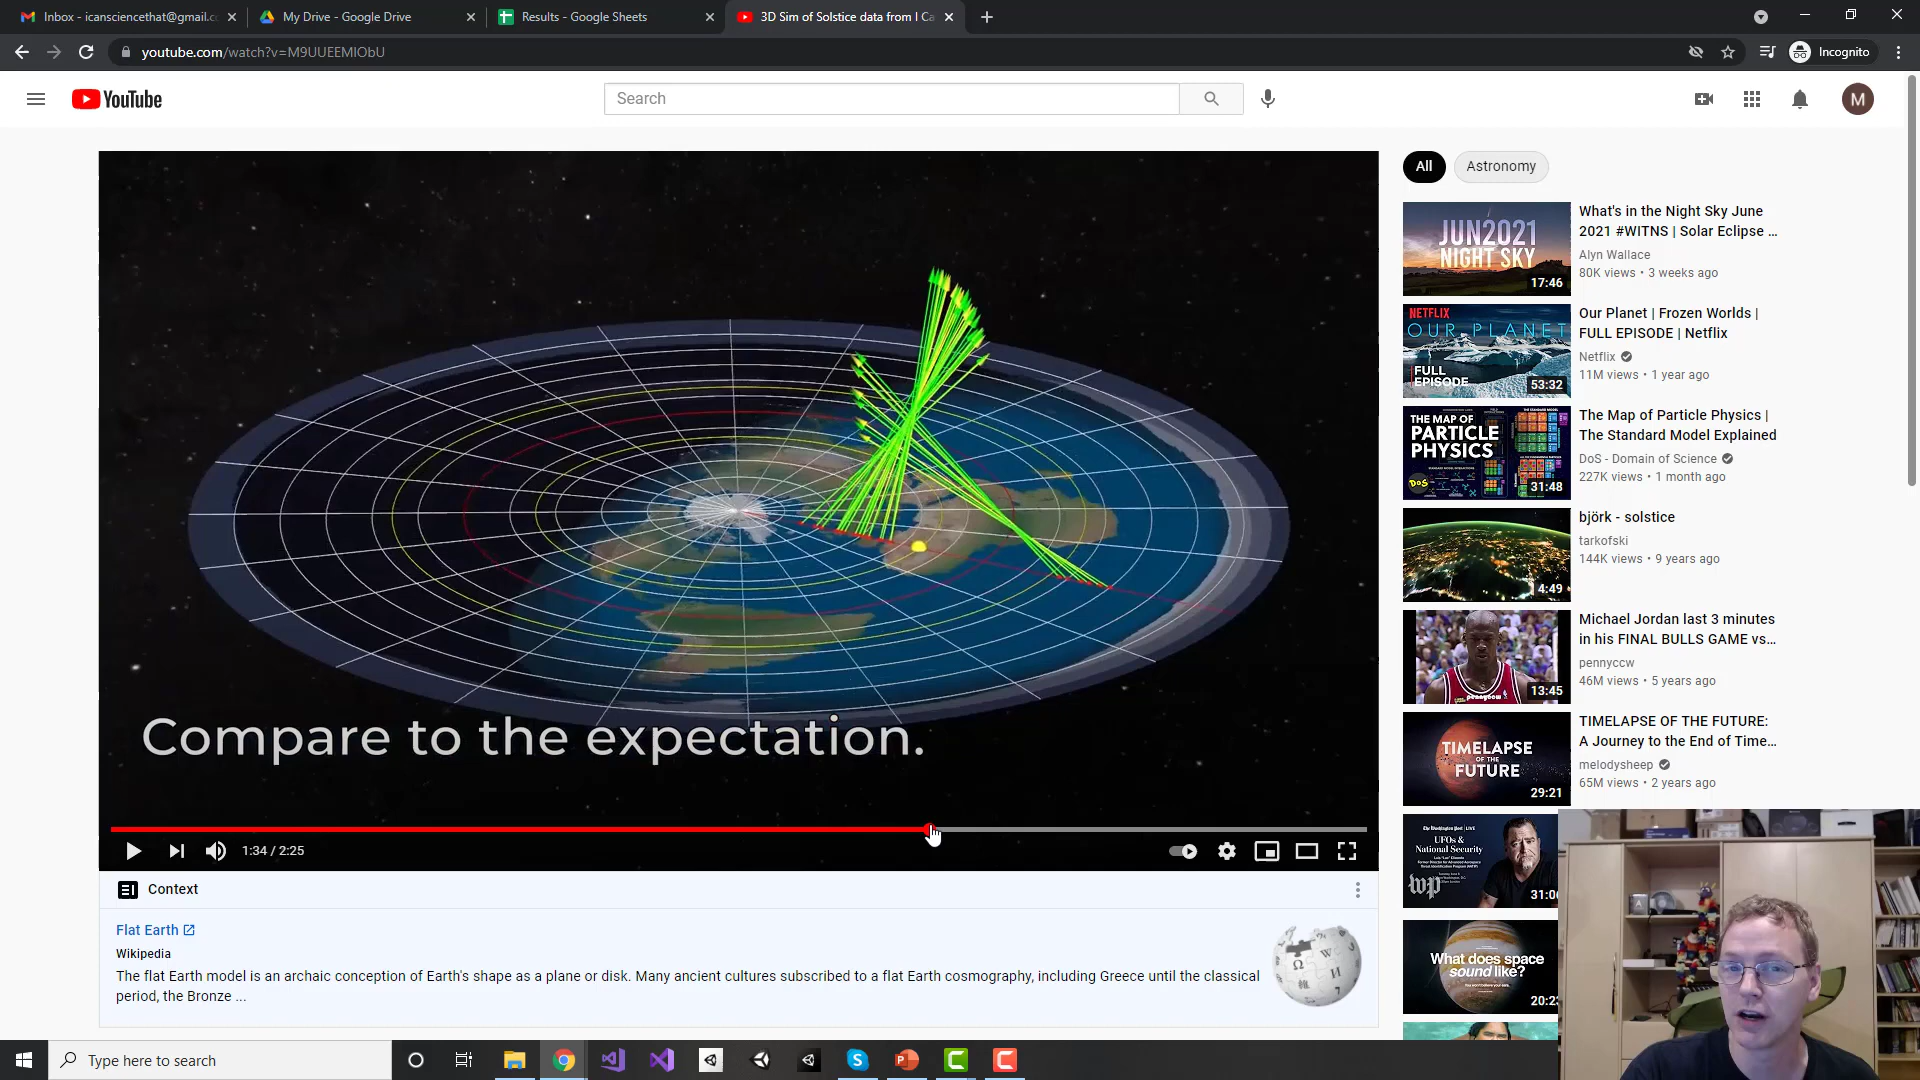 Inbox - icansciencethat@gmail.c
My Drive - Google Drive
Results - Google Sheets
3D Sim of Solstice data from I Ca
youtube.com/watch?v=M9UUEEMIObU
Incognito
YouTube
Search
M
All
Astronomy
JUN2021
NIGHT SKY
17:46
What's in the Night Sky June
2021 #WITNS | Solar Eclipse ...
Alyn Wallace
80K views • 3 weeks ago
NETFLIX
OUR PLANET
FULL
EPISODE
53:32
Our Planet | Frozen Worlds |
FULL EPISODE | Netflix
Netflix
11M views • 1 year ago
THE MAP OF
PARTICLE
PHYSICS
DoS
31:48
The Map of Particle Physics |
The Standard Model Explained
DoS - Domain of Science
227K views • 1 month ago
4:49
björk - solstice
tarkofski
144K views • 9 years ago
13:45
Michael Jordan last 3 minutes
in his FINAL BULLS GAME vs...
pennyccw
46M views • 5 years ago
TIMELAPSE
OF THE
FUTURE
29:21
TIMELAPSE OF THE FUTURE:
A Journey to the End of Time...
melodysheep
65M views • 2 years ago
UFOs &
National Security
wp
31:0
What does space
sound like?
20:2
Compare to the expectation.
1:34 / 2:25
Context
Flat Earth
Wikipedia
The flat Earth model is an archaic conception of Earth's shape as a plane or disk. Many ancient cultures subscribed to a flat Earth cosmography, including Greece until the classical
period, the Bronze ...
Type here to search